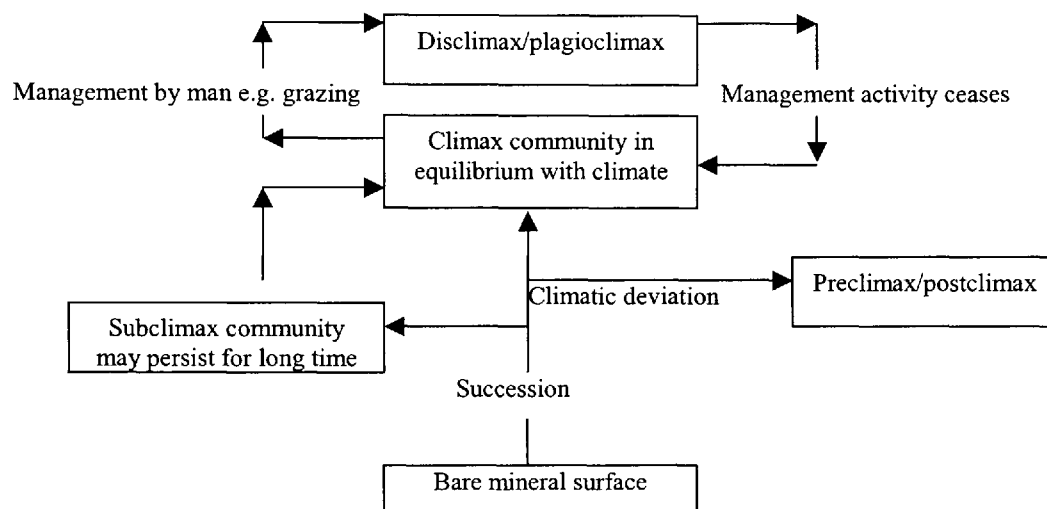 Disclimax/plagioclimax
Management by man e.g. grazing
Management activity ceases
Climax community in
equilibrium with climate
Climatic deviation
Preclimax/postclimax
Subclimax community
may persist for long time
Succession
Bare mineral surface